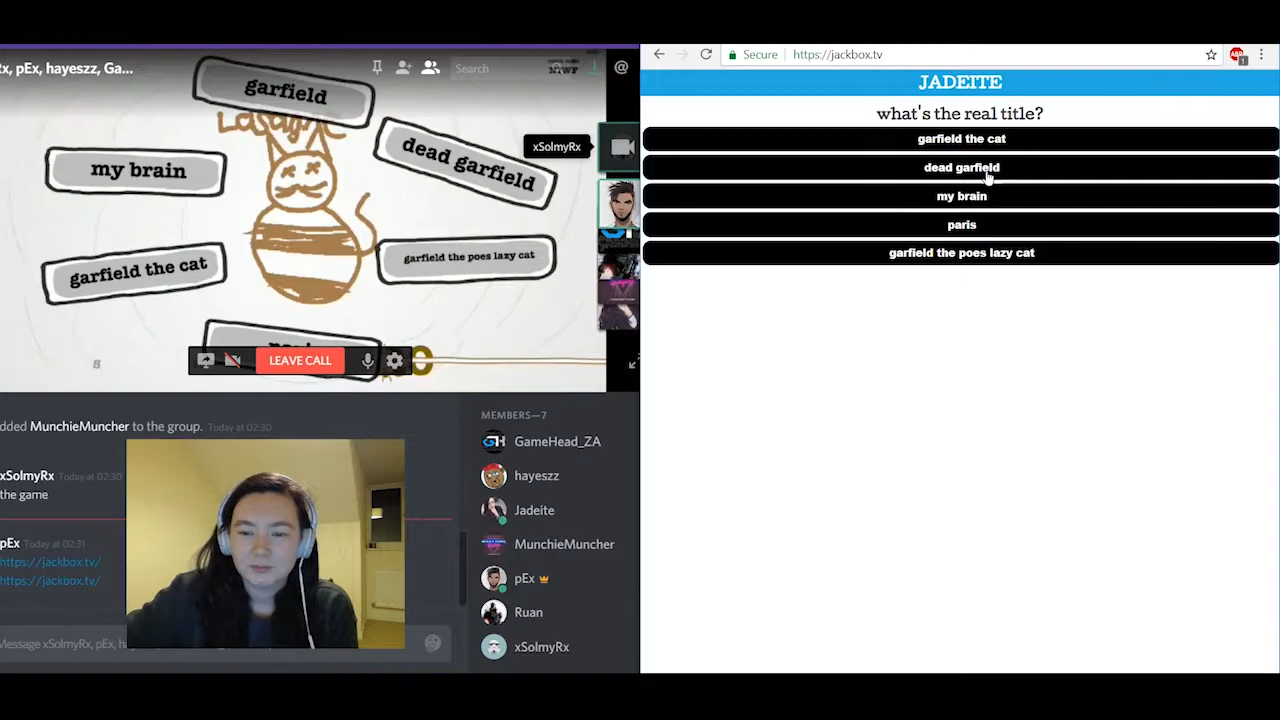 Rx, pEx, hayeszz, Ga...
Search
@
garfield
my brain
dead garfield
garfield the cat
garfield the poes lazy cat
xSolmyRx
LEAVE CALL
dded MunchieMuncher to the group. Today at 02:30
xSolmyRx Today at 02:30
the game
pEx Today at 02:31
https://jackbox.tv/
https://jackbox.tv/
Message xSolmyRx, pEx, h
MEMBERS—7
GameHead_ZA
hayeszz
Jadeite
MunchieMuncher
pEx
Ruan
xSolmyRx
Secure https://jackbox.tv
JADEITE
what's the real title?
garfield the cat
dead garfield
my brain
paris
garfield the poes lazy cat